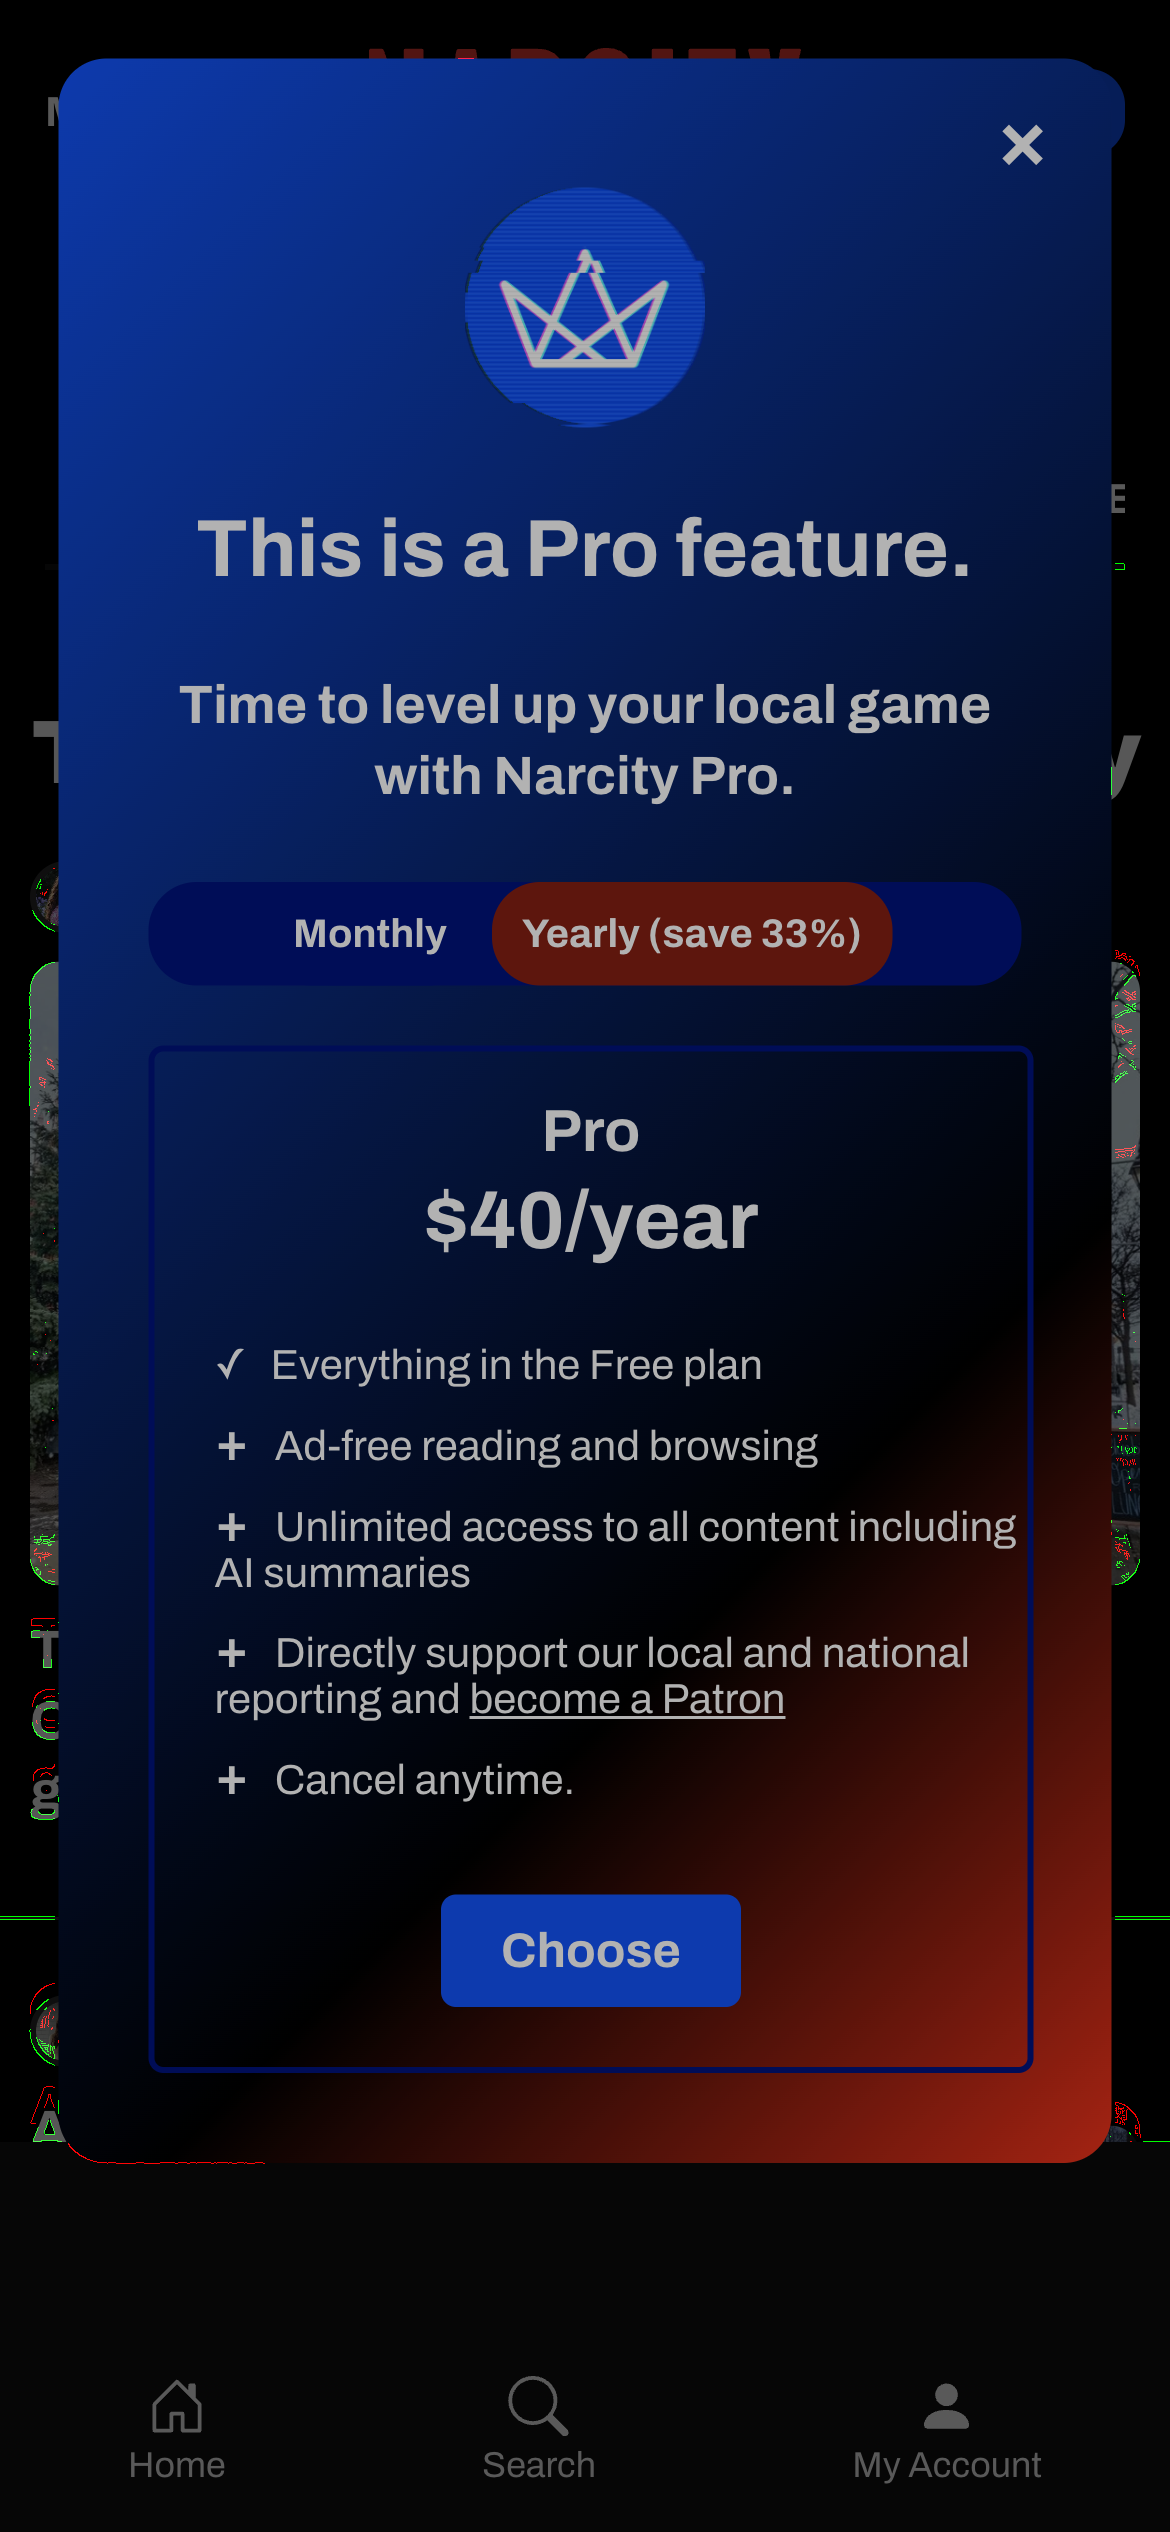 NARCITY
This is a Pro feature.
Time to level up your local game
with Narcity Pro.
Monthly
Yearly (save 33%)
Pro
$40/year
✓ Everything in the Free plan
+ Ad-free reading and browsing
+ Unlimited access to all content including
AI summaries
+ Directly support our local and national
reporting and become a Patron
+ Cancel anytime.
Choose
Home
Search
My Account